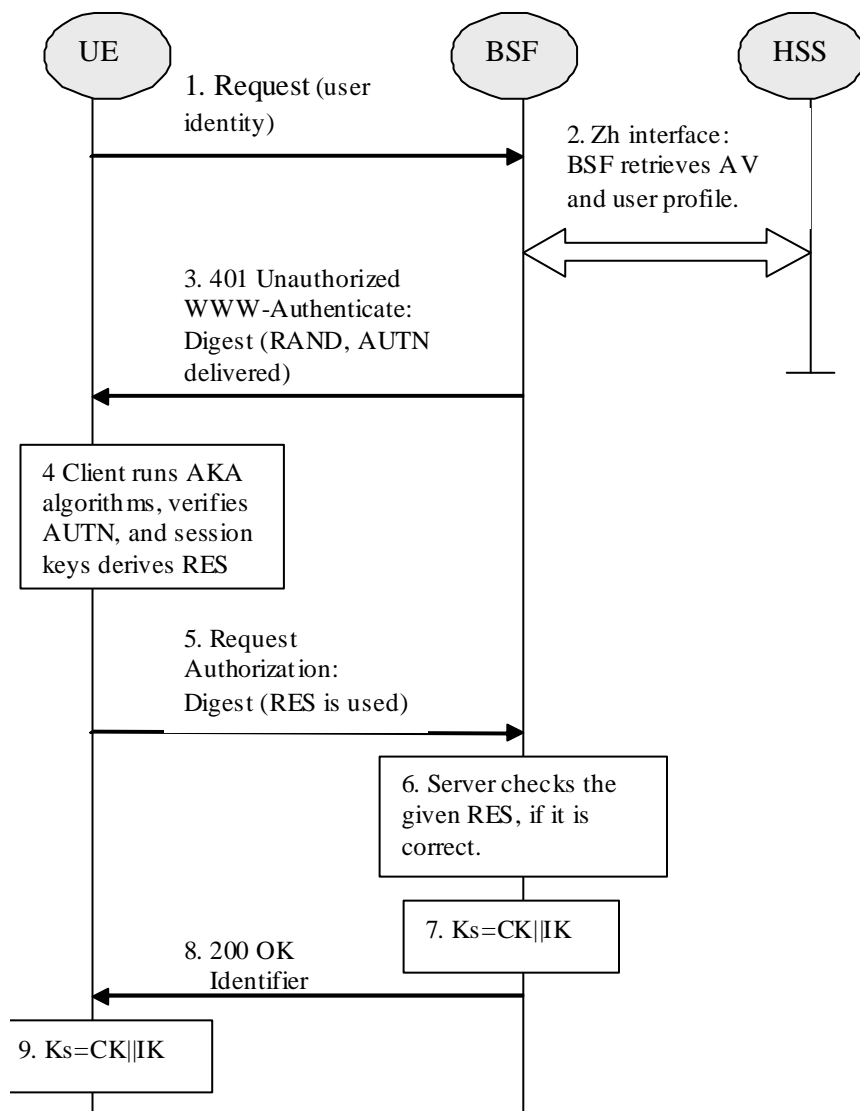 UE
BSF
HSS
1. Request (user
identity)
2. Zh interface:
BSF retrieves AV
and user profile.
3. 401 Unauthorized
WWW-Authenticate:
Digest (RAND, AUTN
delivered)
4 Client runs AKA
algorithms, verifies
AUTN, and session
keys derives RES
5. Request
Authorization:
Digest (RES is used)
6. Server checks the
given RES, if it is
correct.
7. Ks=CK||IK
8. 200 OK
Identifier
9. Ks=CK||IK